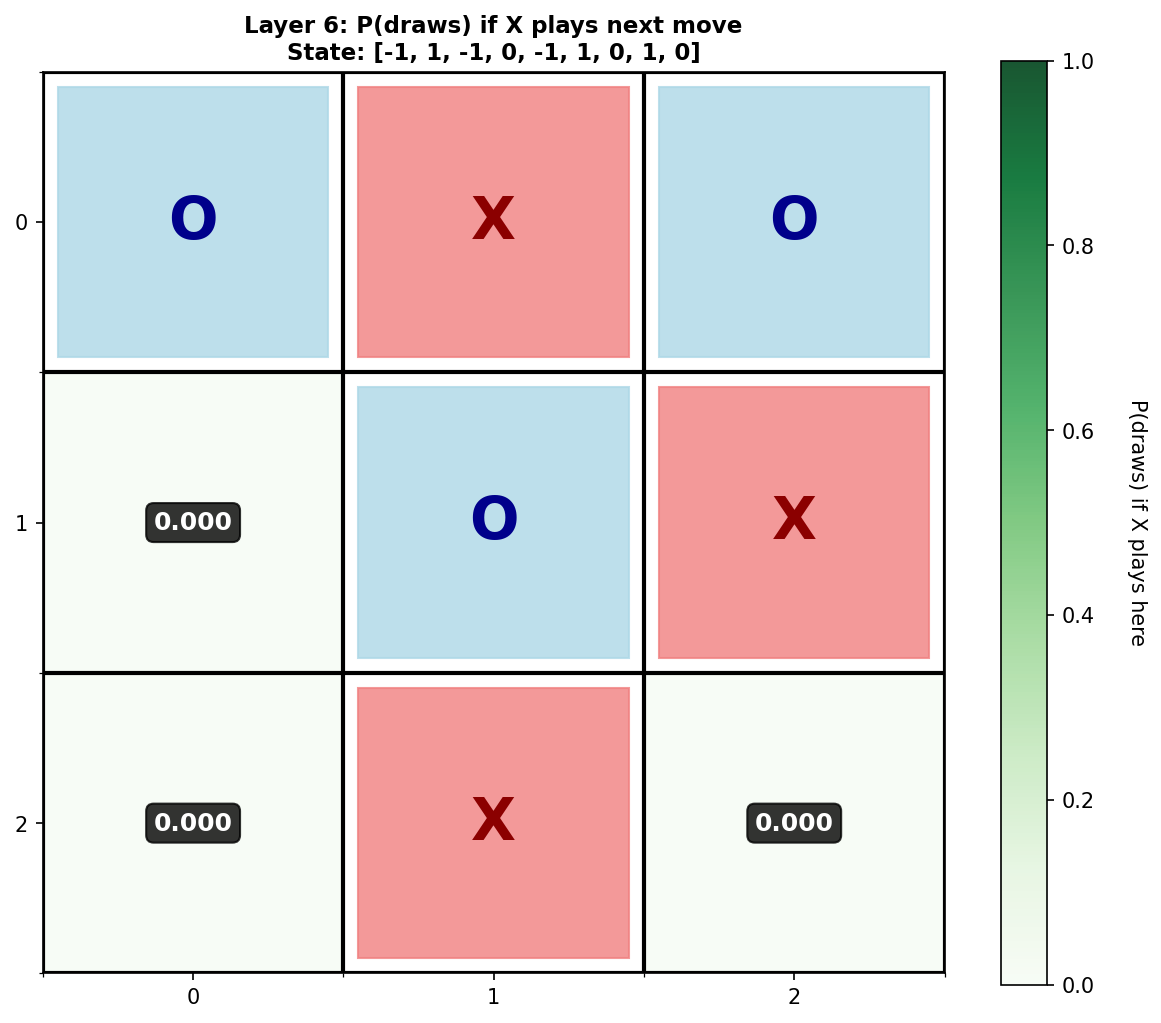 Layer 6: P(draws) if X plays next move
State: [-1, 1, -1, 0, -1, 1, 0, 1, 0]
0
O
X
O
1
0.000
O
X
2
0.000
X
0.000
0
1
2
1.0
0.8
0.6
0.4
0.2
0.0
P(draws) if X plays here